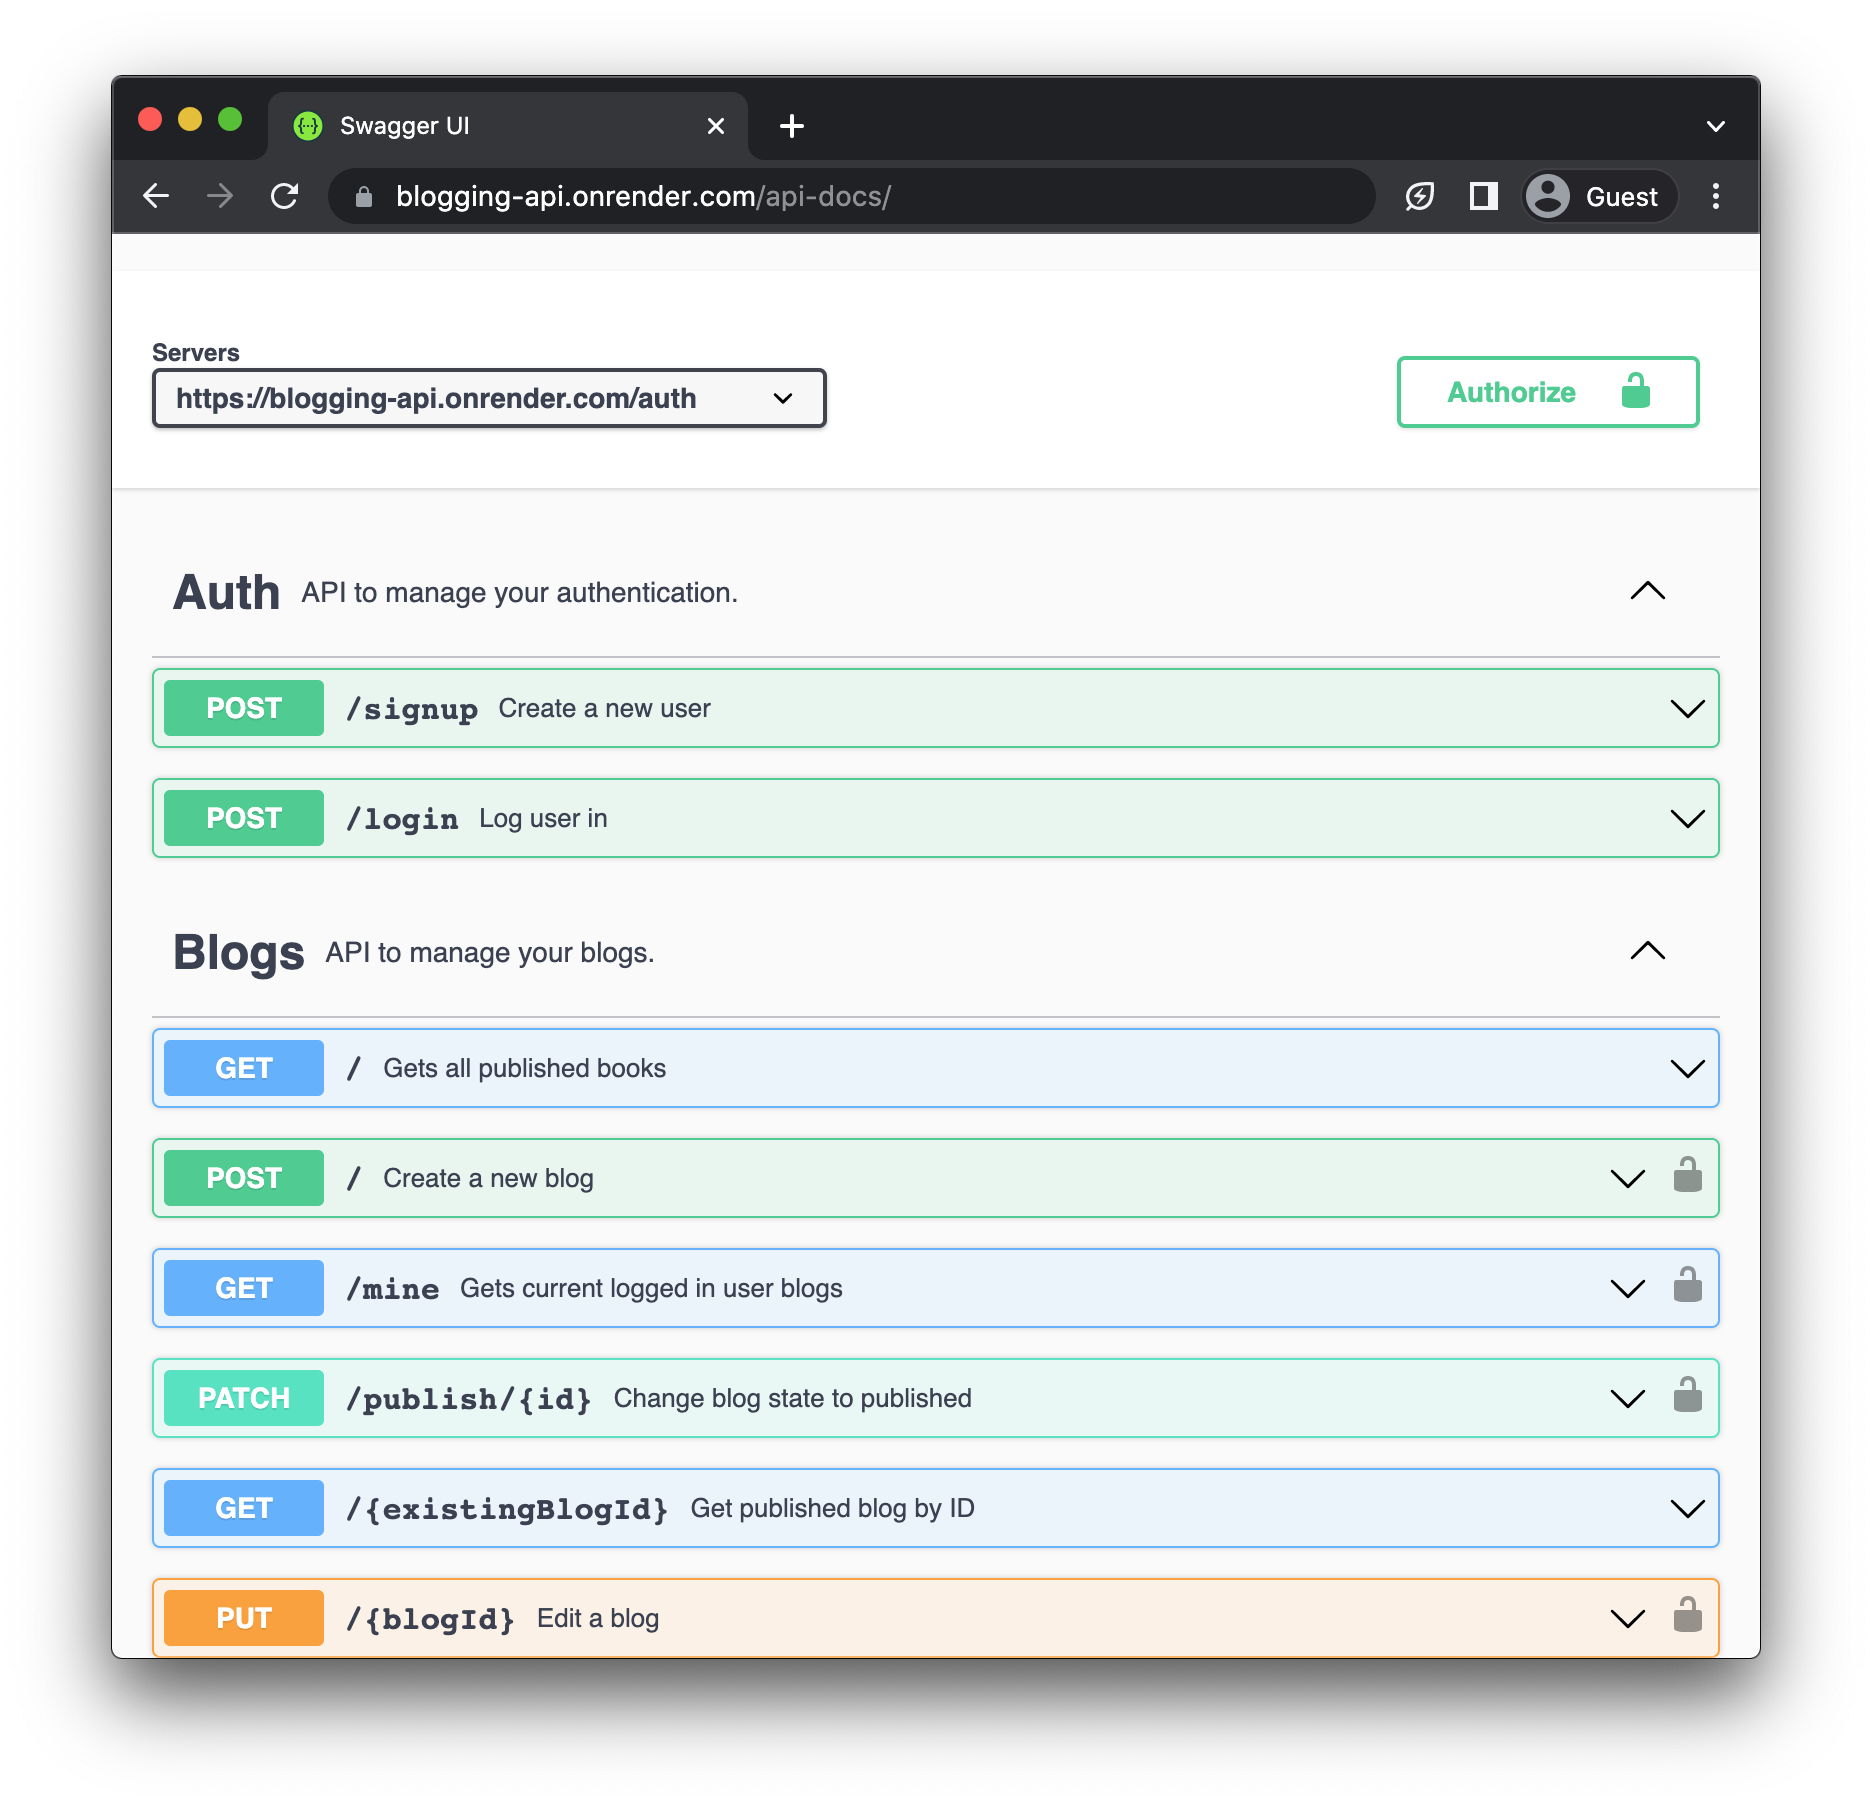 Swagger UI
blogging-api.onrender.com/api-docs/
Guest
Servers
https://blogging-api.onrender.com/auth
Authorize
Auth API to manage your authentication.
POST /signup Create a new user
POST /login Log user in
Blogs API to manage your blogs.
GET / Gets all published books
POST / Create a new blog
GET /mine Gets current logged in user blogs
PATCH /publish/{id} Change blog state to published
GET /{existingBlogId} Get published blog by ID
PUT /{blogId} Edit a blog